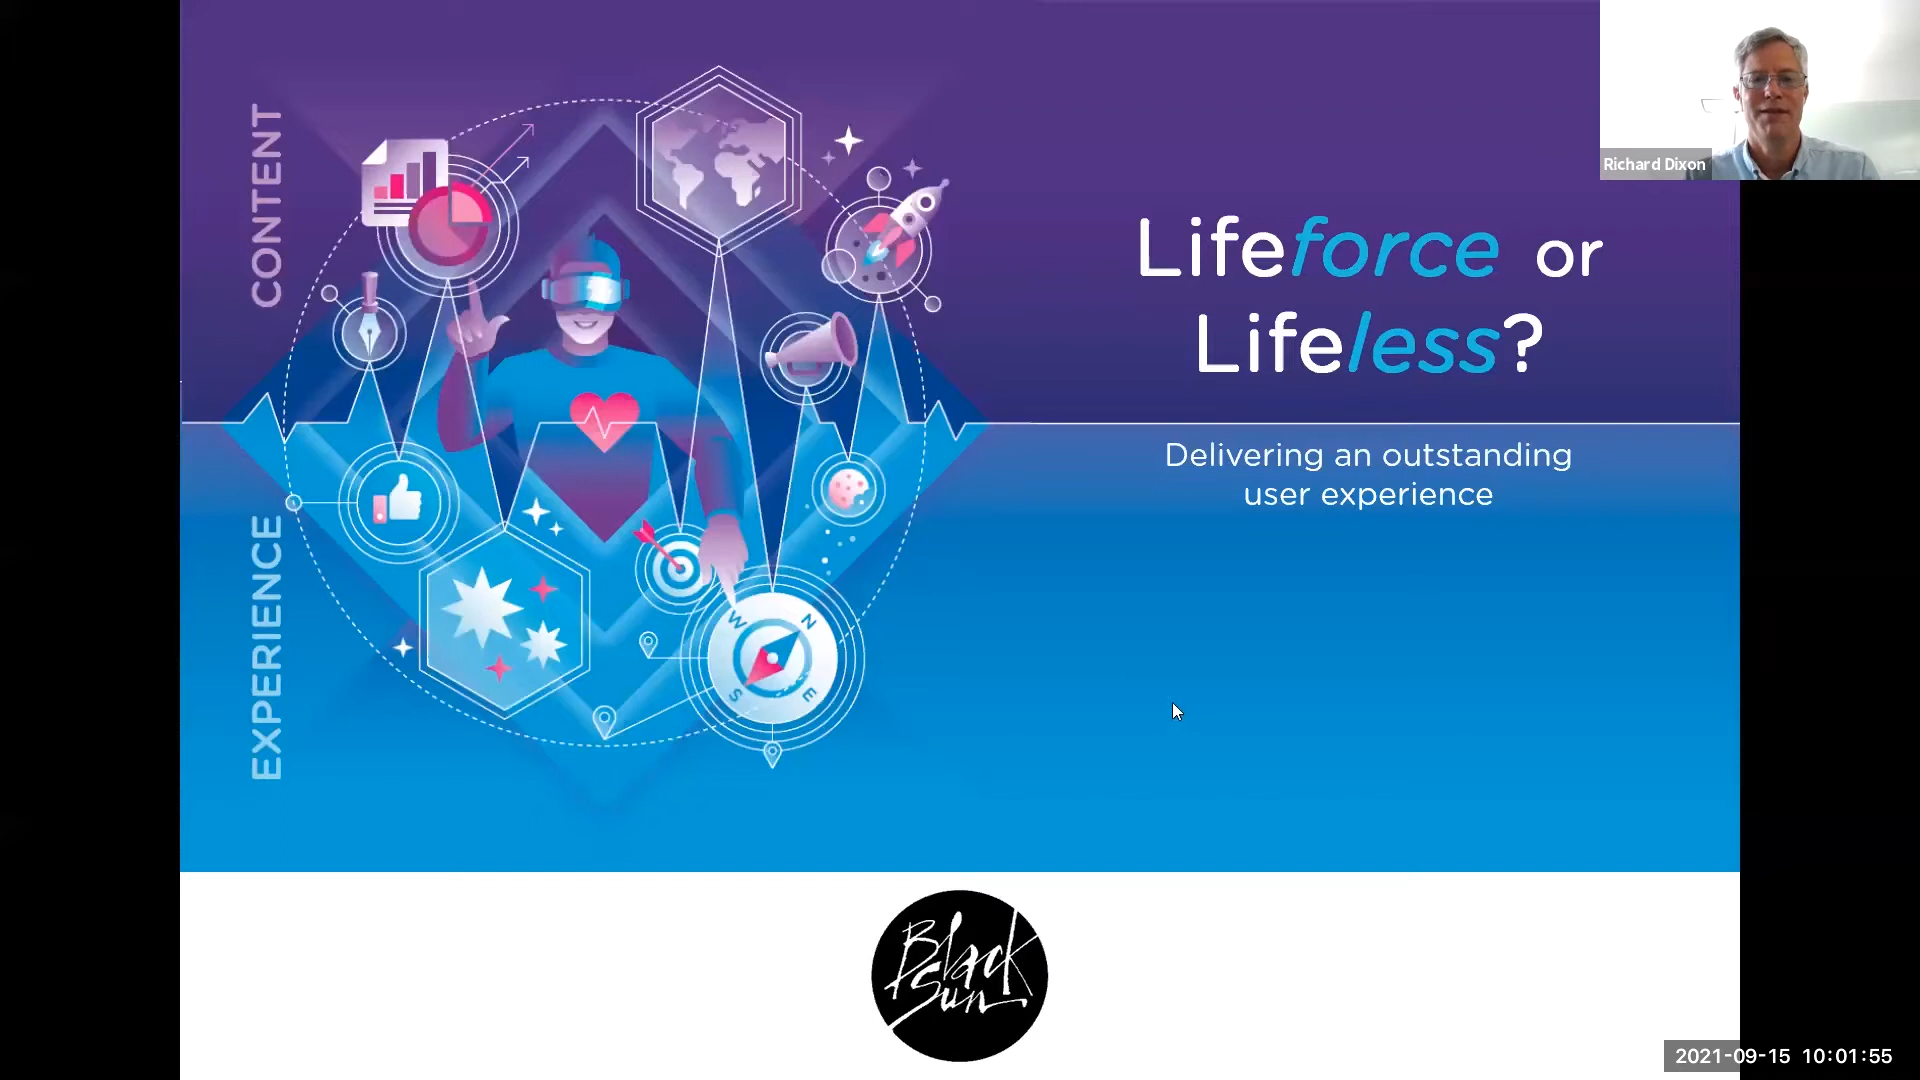 CONTENT
EXPERIENCE
W
N
S
E
Lifeforce or
Lifeless?
Delivering an outstanding
user experience
Richard Dixon
Black
Sun
2021-09-15 10:01:55